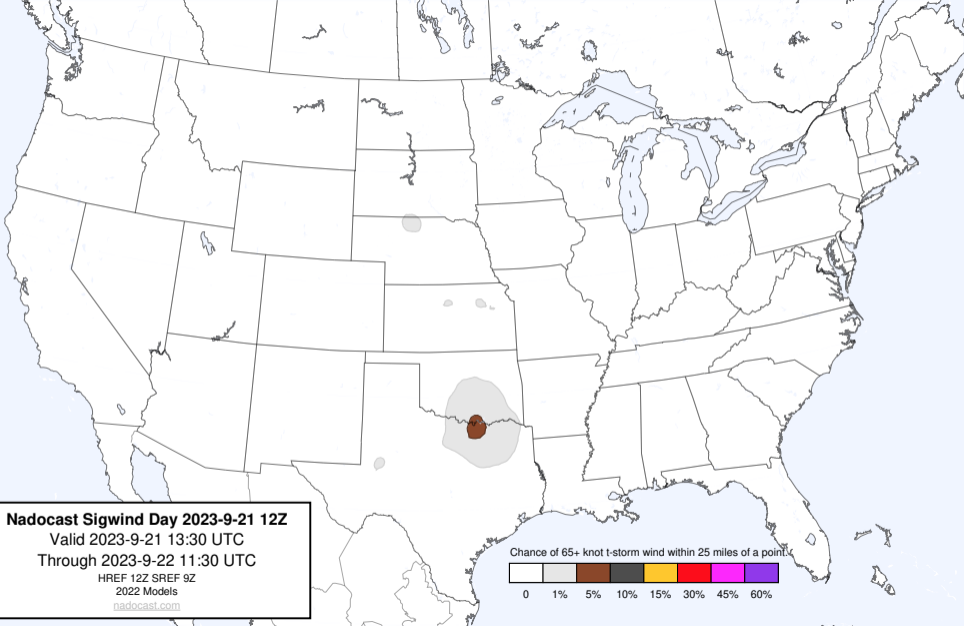 Nadocast Sigwind Day 2023-9-21 12Z
Valid 2023-9-21 13:30 UTC
Through 2023-9-22 11:30 UTC
HREF 12Z SREF 9Z
2022 Models
nadocast.com
Chance of 65+ knot t-storm wind within 25 miles of a point.
0 1% 5% 10% 15% 30% 45% 60%